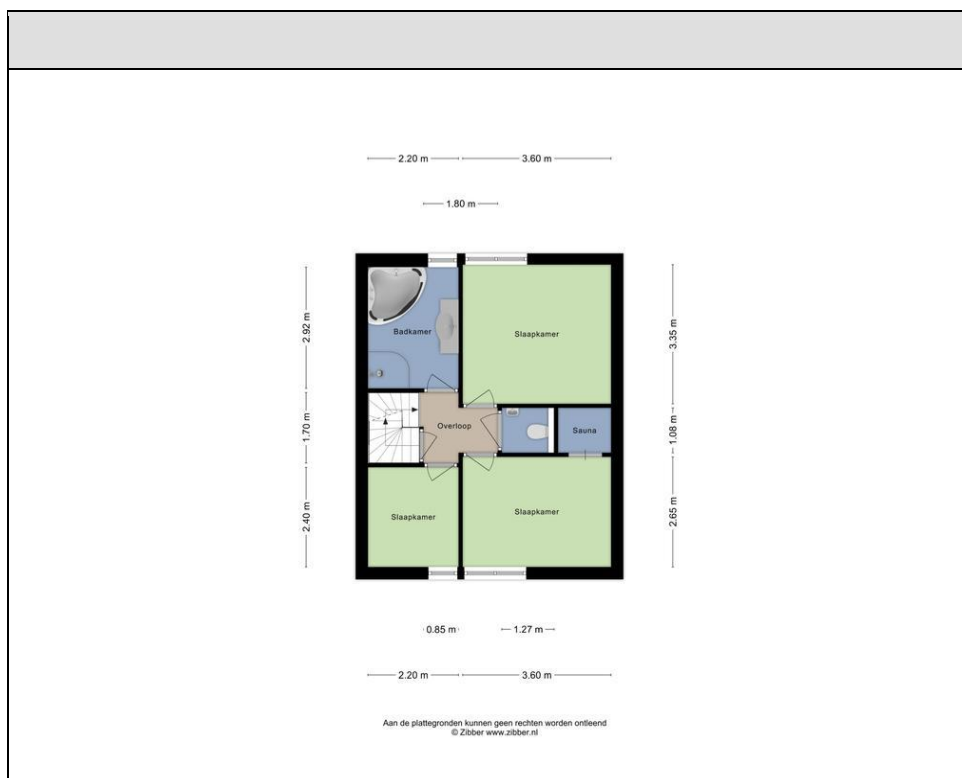 2.20 m 3.60 m
1.80 m
Badkamer Slaapkamer
2.92 m 3.35 m
Overloop Sauna
1.70 m 1.08 m
Slaapkamer Slaapkamer
2.40 m 2.65 m
0.85 m 1.27 m
2.20 m 3.60 m
Aan de plattegronden kunnen geen rechten worden ontleend
© Zibber www.zibber.nl